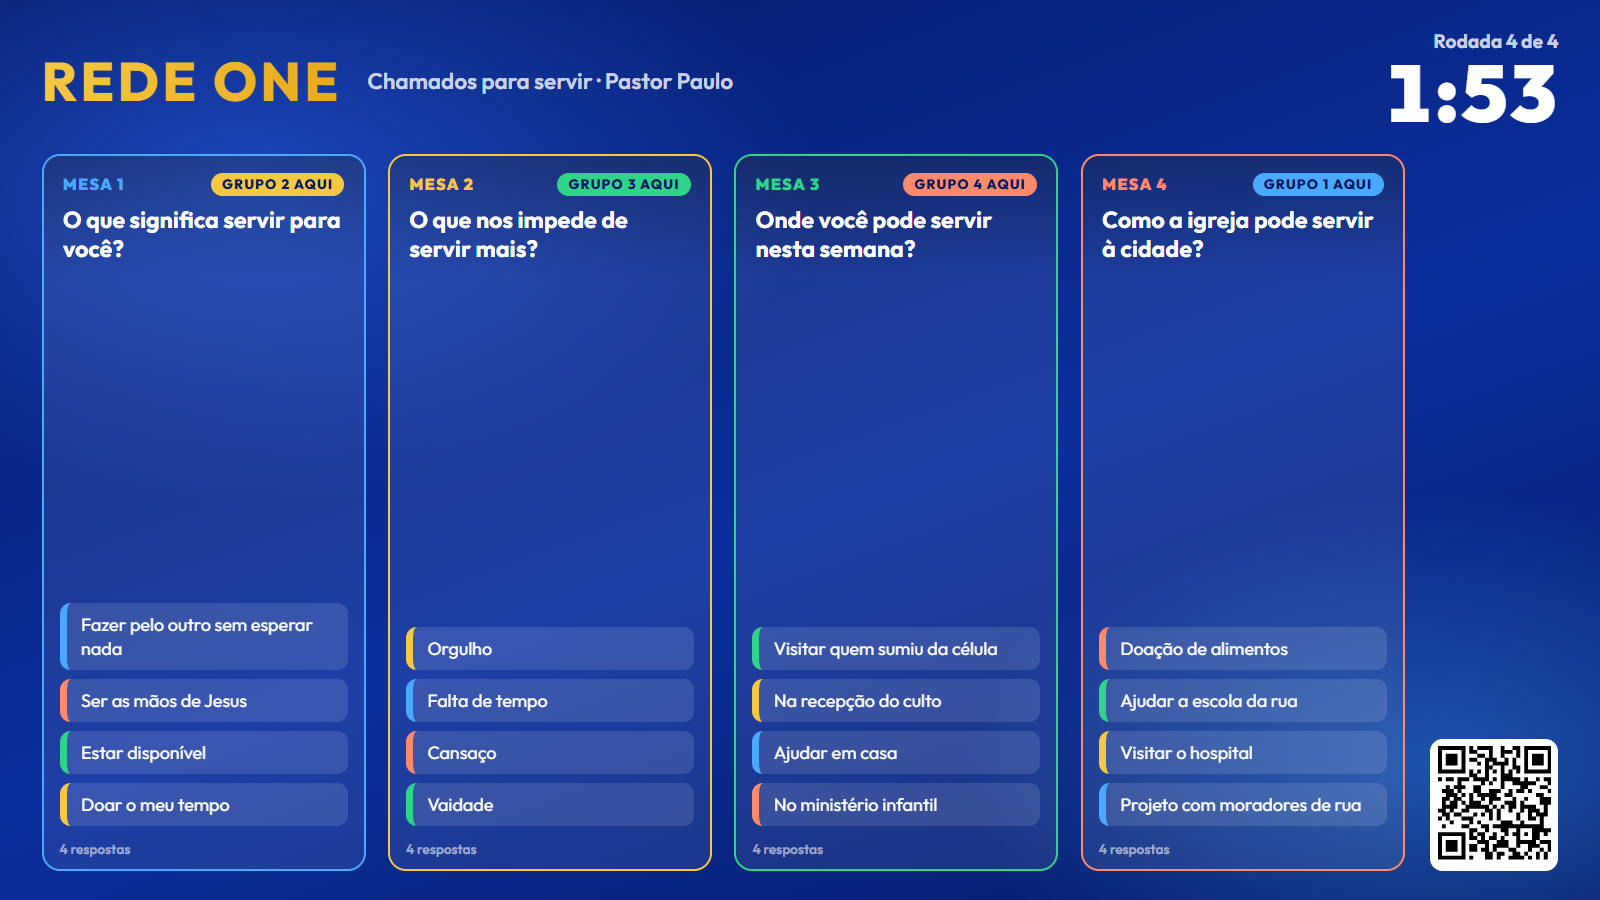 REDE ONE
Chamados para servir · Pastor Paulo
Rodada 4 de 4
1:53
MESA 1
GRUPO 2 AQUI
O que significa servir para
você?
Fazer pelo outro sem esperar
nada
Ser as mãos de Jesus
Estar disponível
Doar o meu tempo
4 respostas
MESA 2
GRUPO 3 AQUI
O que nos impede de
servir mais?
Orgulho
Falta de tempo
Cansaço
Vaidade
4 respostas
MESA 3
GRUPO 4 AQUI
Onde você pode servir
nesta semana?
Visitar quem sumiu da célula
Na recepção do culto
Ajudar em casa
No ministério infantil
4 respostas
MESA 4
GRUPO 1 AQUI
Como a igreja pode servir
à cidade?
Doação de alimentos
Ajudar a escola da rua
Visitar o hospital
Projeto com moradores de rua
4 respostas